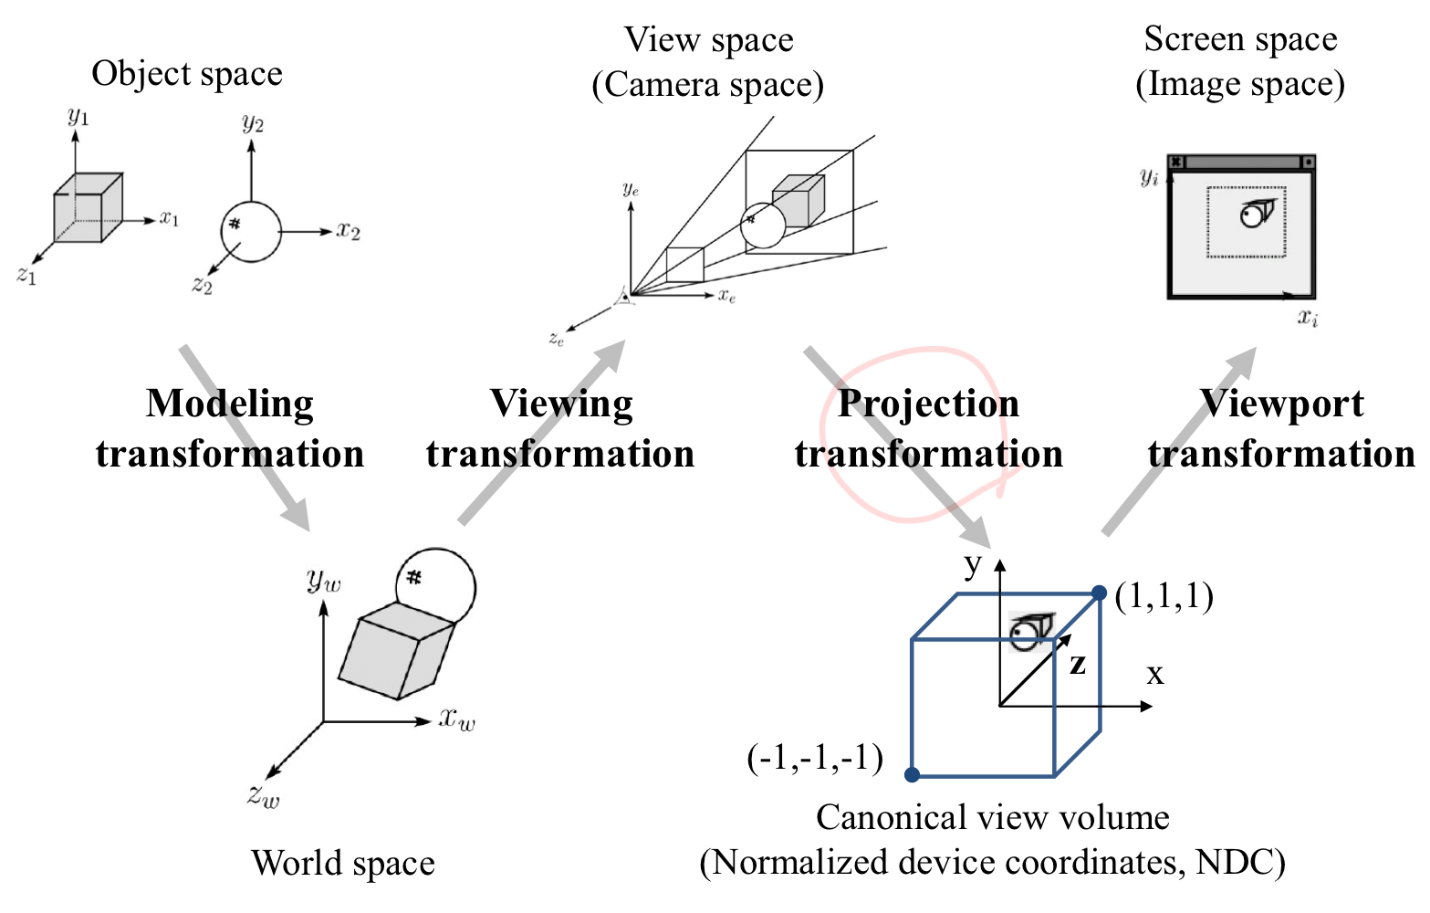 Object space
View space
(Camera space)
Screen space
(Image space)
y1
x1
z1
y2
#
x2
z2
ye
#
xe
ze
yi
xi
Modeling
transformation
Viewing
transformation
Projection
transformation
Viewport
transformation
yw
#
xw
zw
World space
y
(1,1,1)
z
x
(-1,-1,-1)
Canonical view volume
(Normalized device coordinates, NDC)